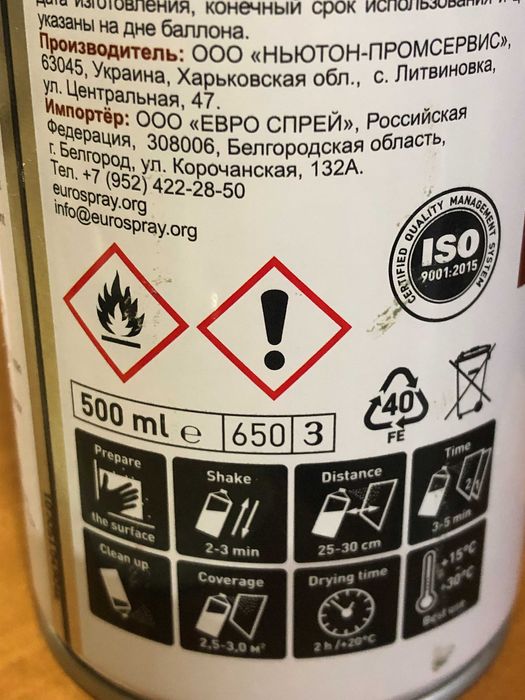 дата изготовления, конечный срок использования и
указаны на дне баллона.
Производитель: ООО «НЬЮТОН-ПРОМСЕРВИС»,
63045, Украина, Харьковская обл., с. Литвиновка,
ул. Центральная, 47.
Импортёр: ООО «ЕВРО СПРЕЙ», Российская
Федерация, 308006, Белгородская область,
г. Белгород, ул. Корочанская, 132А.
Тел. +7 (952) 422-28-50
eurospray.org
info@eurospray.org
CERTIFIED QUALITY MANAGEMENT SYSTEM
ISO
9001:2015
500 ml e 650 3
40
FE
Prepare
the surface
Shake
2-3 min
Distance
25-30 cm
Time
1 2
3-5 min
Clean up
Coverage
2,5-3,0 м²
Drying time
2 h /+20°C
+15°C
+30°C
Best use